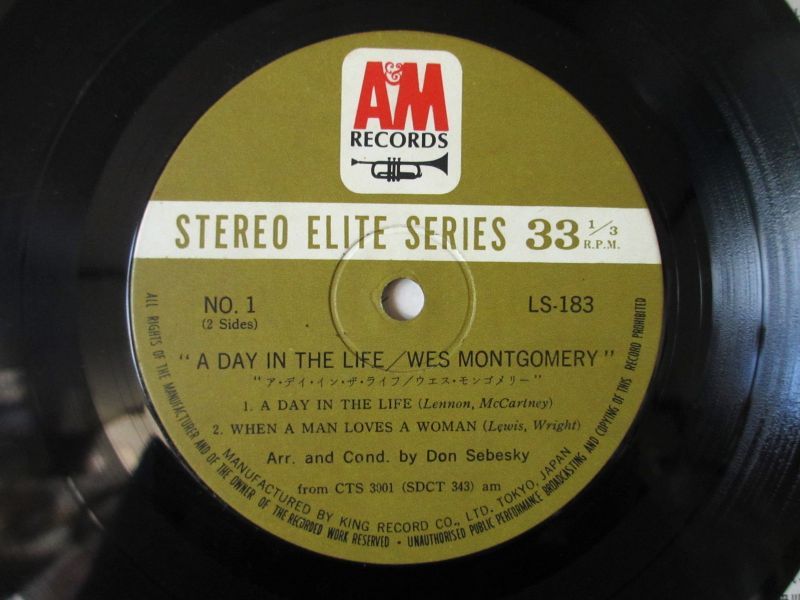 A&M
RECORDS
STEREO ELITE SERIES 33 1/3 R.P.M.
NO. 1
(2 Sides)
LS-183
"A DAY IN THE LIFE/WES MONTGOMERY"
"ア・デイ・イン・ザ・ライフ/ウエス・モンゴメリー"
1. A DAY IN THE LIFE (Lennon, McCartney)
2. WHEN A MAN LOVES A WOMAN (Lewis, Wright)
Arr. and Cond. by Don Sebesky
from CTS 3001 (SDCT 343) am
MANUFACTURED BY KING RECORD CO., LTD. TOKYO, JAPAN
ALL RIGHTS OF THE MANUFACTURER AND OF THE OWNER OF THE RECORDED WORK RESERVED • UNAUTHORISED PUBLIC PERFORMANCE BROADCASTING AND COPYING OF THIS RECORD PROHIBITED